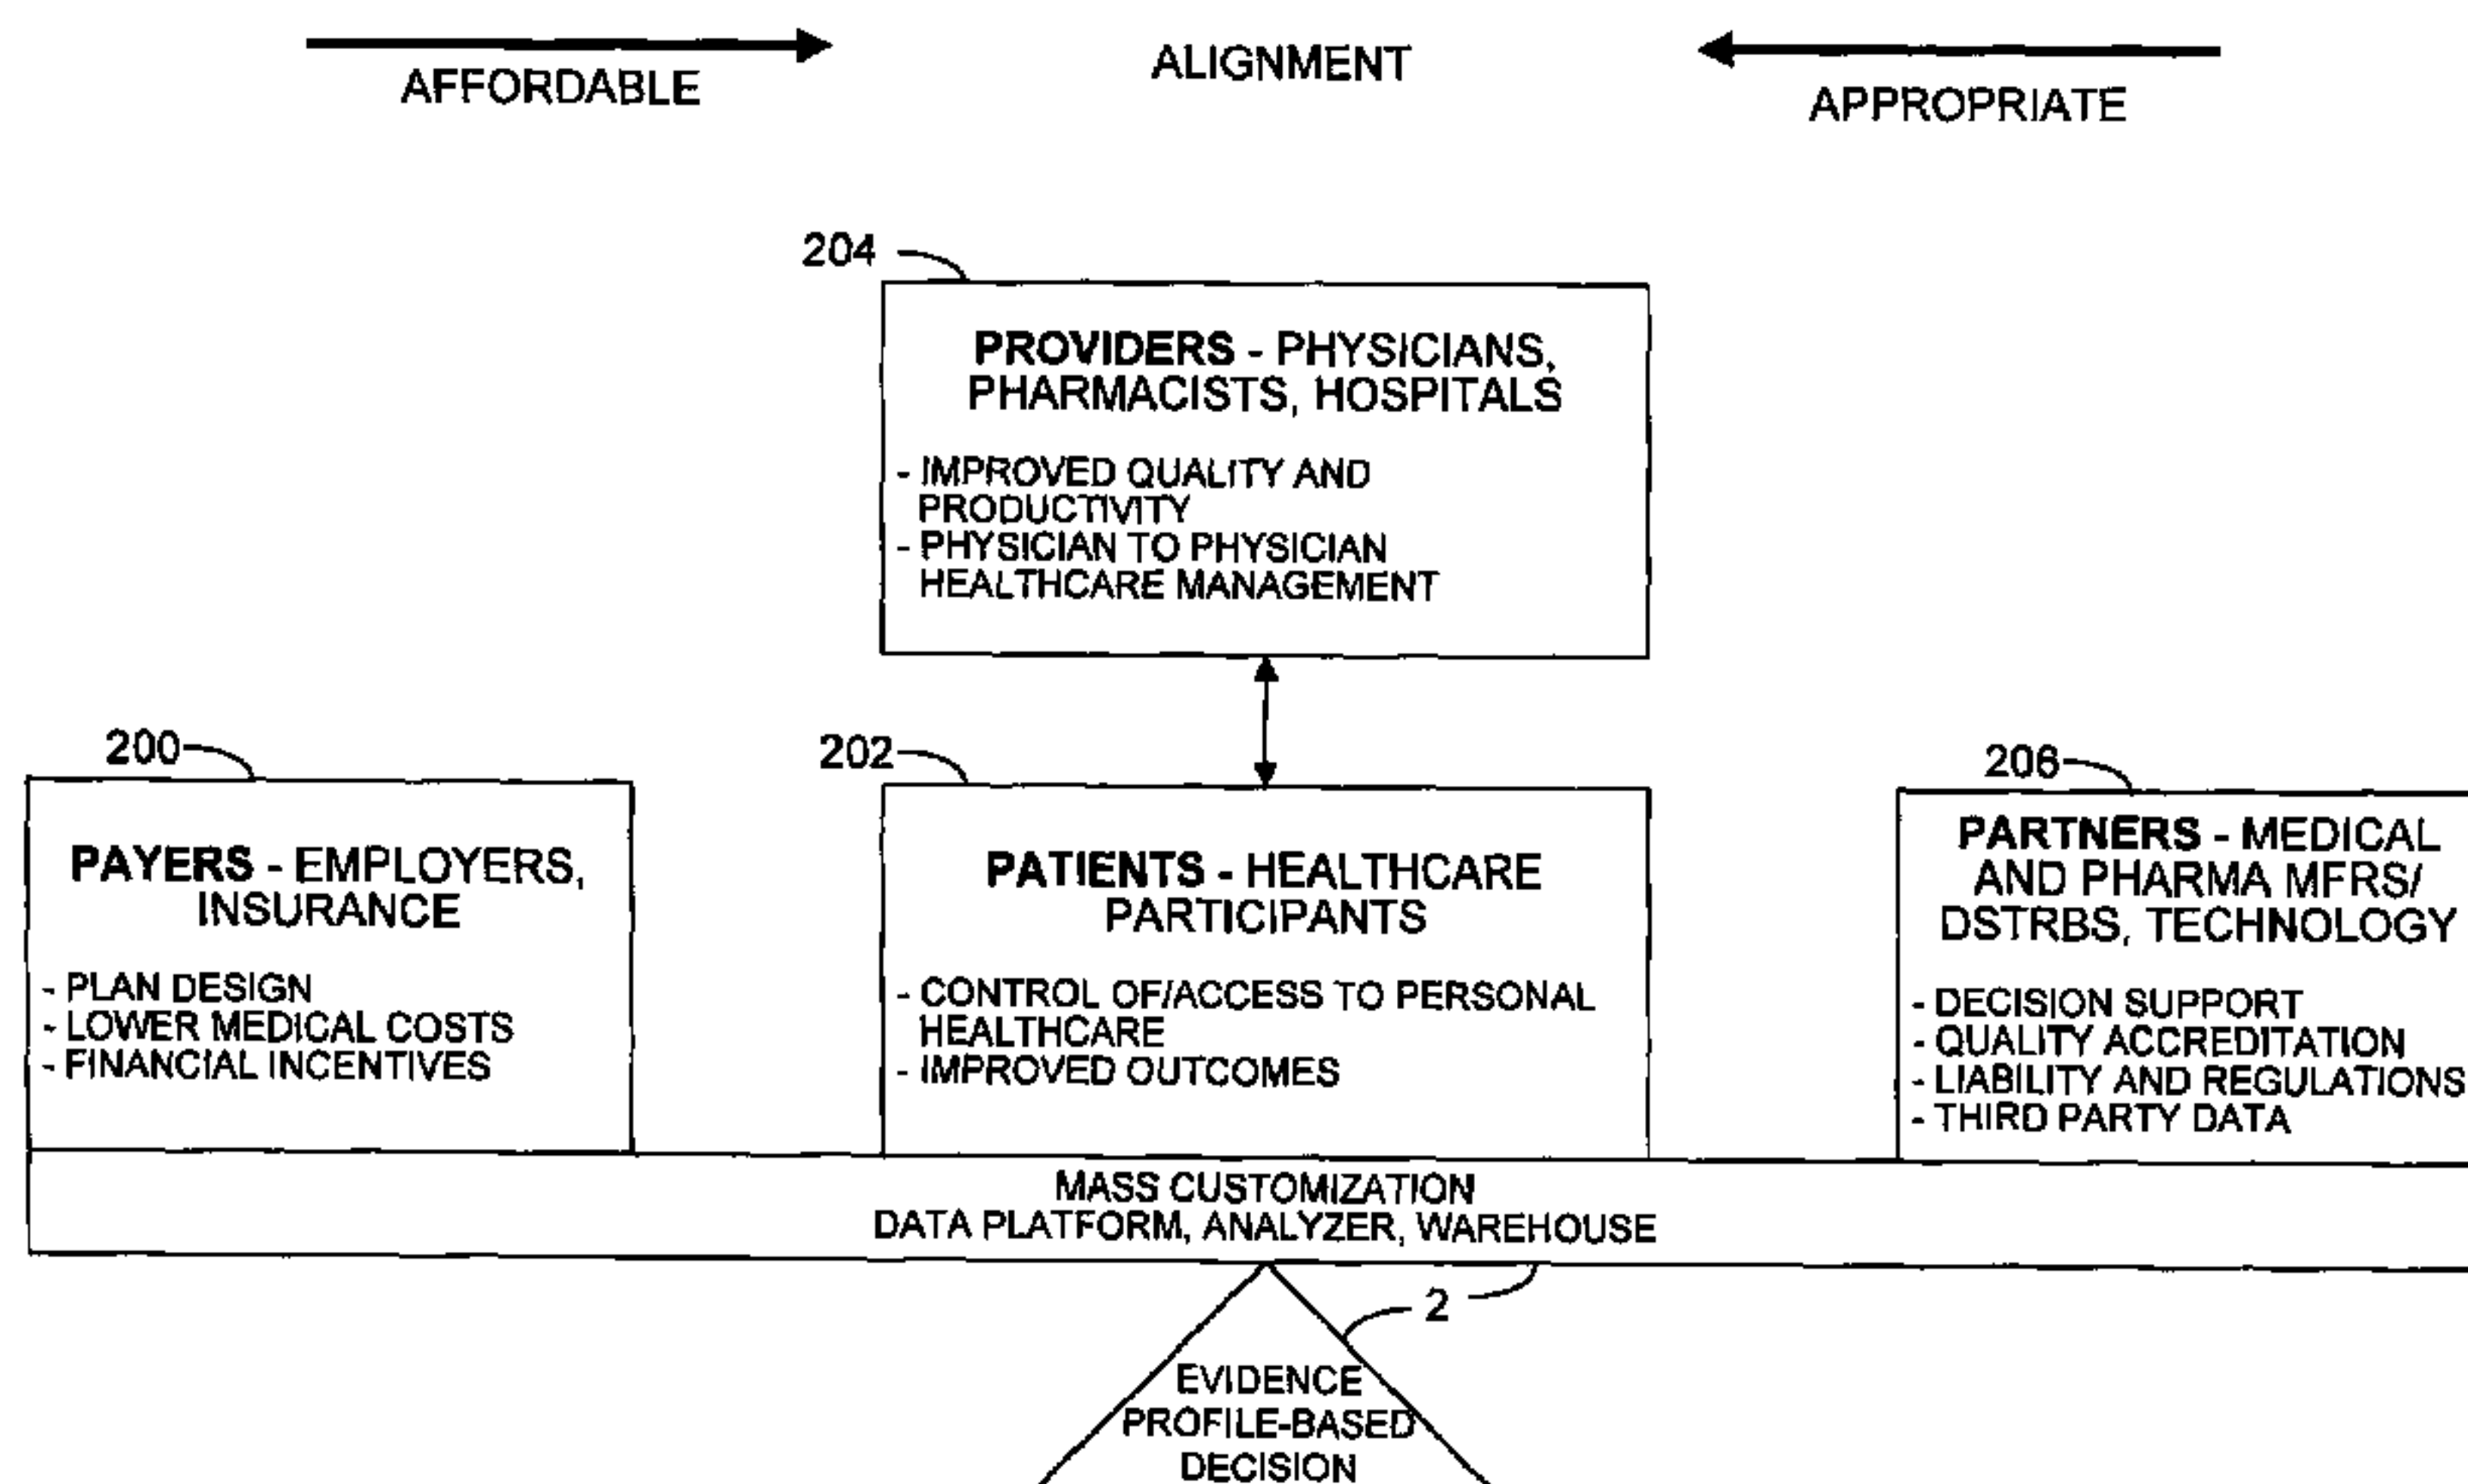 AFFORDABLE
ALIGNMENT
APPROPRIATE
204
PROVIDERS - PHYSICIANS,
PHARMACISTS, HOSPITALS
- IMPROVED QUALITY AND
PRODUCTIVITY
- PHYSICIAN TO PHYSICIAN
HEALTHCARE MANAGEMENT
200
PAYERS - EMPLOYERS,
INSURANCE
- PLAN DESIGN
- LOWER MEDICAL COSTS
- FINANCIAL INCENTIVES
202
PATIENTS - HEALTHCARE
PARTICIPANTS
- CONTROL OF/ACCESS TO PERSONAL
HEALTHCARE
- IMPROVED OUTCOMES
206
PARTNERS - MEDICAL
AND PHARMA MFRS/
DSTRBS, TECHNOLOGY
- DECISION SUPPORT
- QUALITY ACCREDITATION
- LIABILITY AND REGULATIONS
- THIRD PARTY DATA
MASS CUSTOMIZATION
DATA PLATFORM, ANALYZER, WAREHOUSE
2
EVIDENCE
PROFILE-BASED
DECISION